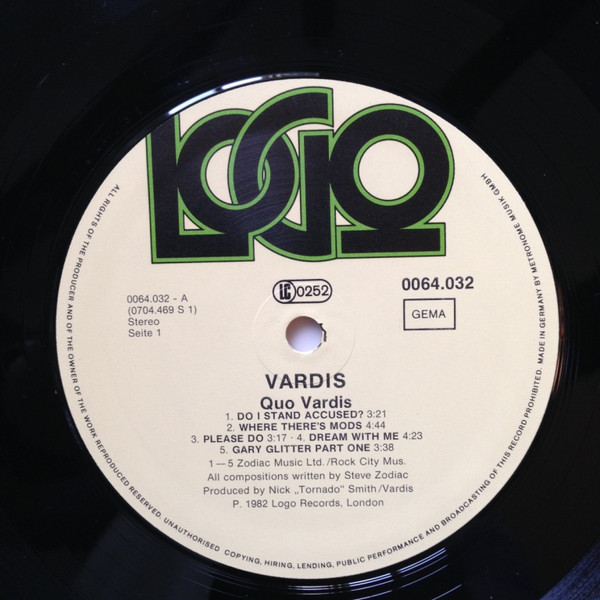 LOGO
0064.032 - A
(0704.469 S 1)
Stereo
Seite 1
LC 0252
0064.032
GEMA
VARDIS
Quo Vardis
1. DO I STAND ACCUSED? 3:21
2. WHERE THERE'S MODS 4:44
3. PLEASE DO 3:17 · 4. DREAM WITH ME 4:23
5. GARY GLITTER PART ONE 3:38
1—5 Zodiac Music Ltd./Rock City Mus.
All compositions written by Steve Zodiac
Produced by Nick „Tornado" Smith/Vardis
P. 1982 Logo Records, London
ALL RIGHTS OF THE PRODUCER AND OF THE OWNER OF THE WORK REPRODUCED RESERVED. UNAUTHORISED COPYING, HIRING, LENDING, PUBLIC PERFORMANCE AND BROADCASTING OF THIS RECORD PROHIBITED. MADE IN GERMANY BY METRONOME MUSIK GMBH